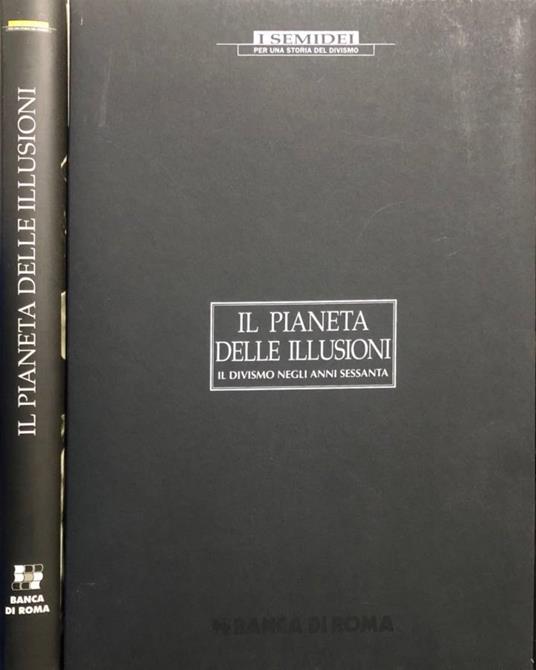 IL PIANETA DELLE ILLUSIONI
BANCA
DI ROMA
I SEMIDEI
PER UNA STORIA DEL DIVISMO
IL PIANETA
DELLE ILLUSIONI
IL DIVISMO NEGLI ANNI SESSANTA
BANCA DI ROMA